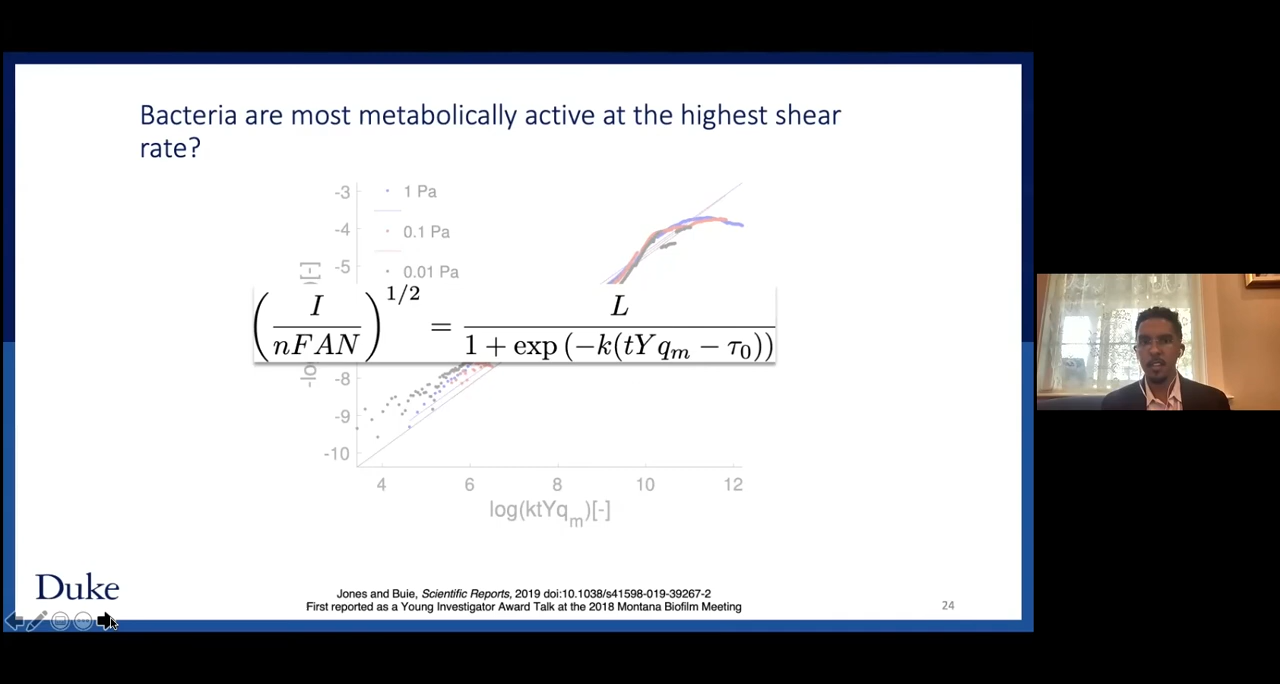 Bacteria are most metabolically active at the highest shear
rate?
-3
1 Pa
-4
0.1 Pa
-5
0.01 Pa
[-]
(I / nFAN)^1/2 = L / 1 + exp (−k(tYq_m − τ_0))
-lo
-8
-9
-10
4 6 8 10 12
log(ktYq_m)[-]
Duke
Jones and Buie, Scientific Reports, 2019 doi:10.1038/s41598-019-39267-2
First reported as a Young Investigator Award Talk at the 2018 Montana Biofilm Meeting
24